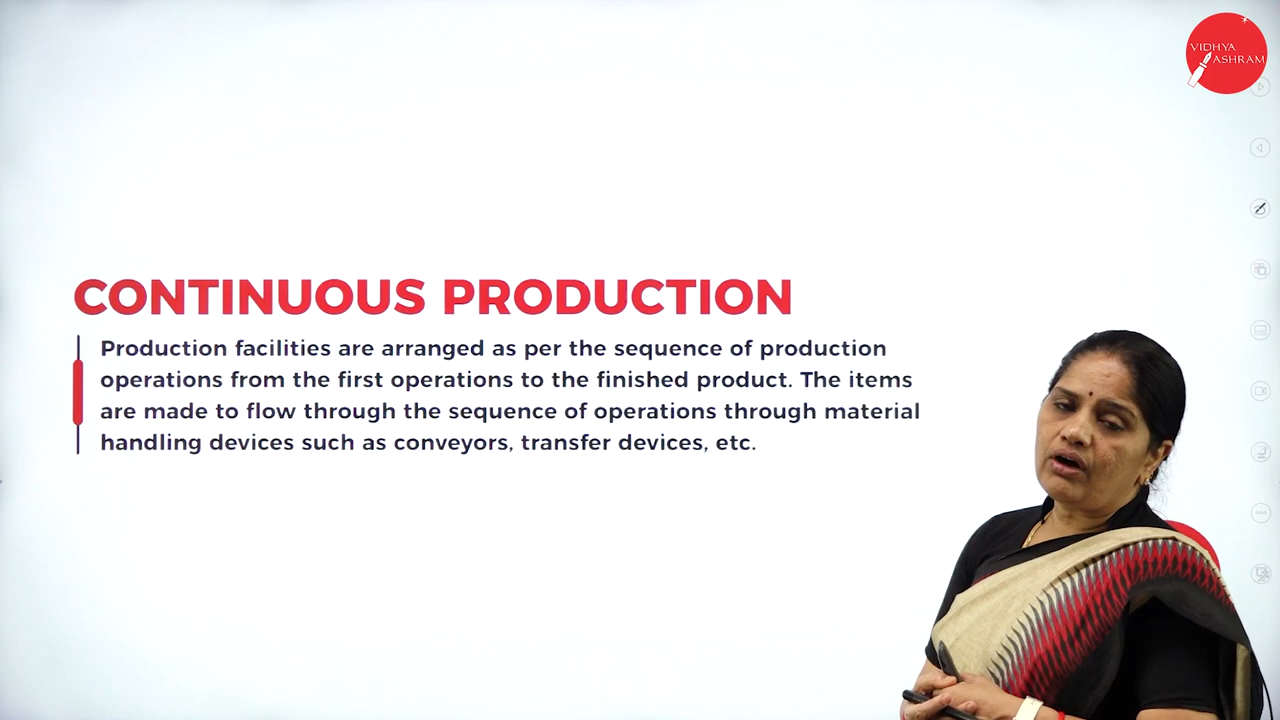 VIDHYA
ASHRAM
CONTINUOUS PRODUCTION
Production facilities are arranged as per the sequence of production
operations from the first operations to the finished product. The items
are made to flow through the sequence of operations through material
handling devices such as conveyors, transfer devices, etc.